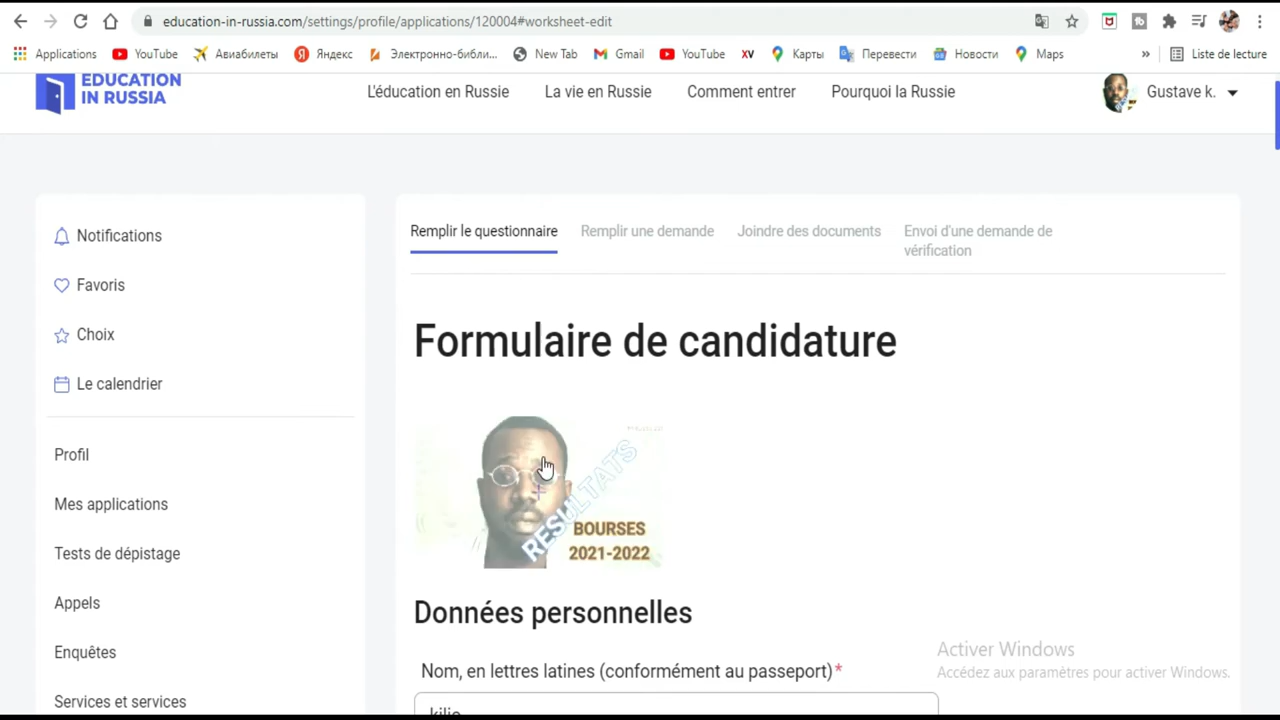 education-in-russia.com/settings/profile/applications/120004#worksheet-edit
Applications YouTube Авиабилеты Яндекс Электронно-библи... New Tab Gmail YouTube XV Карты Перевести Новости Maps » Liste de lecture
EDUCATION
IN RUSSIA
L'éducation en Russie La vie en Russie Comment entrer Pourquoi la Russie Gustave k.
Notifications
Favoris
Choix
Le calendrier
Profil
Mes applications
Tests de dépistage
Appels
Enquêtes
Services et services
Remplir le questionnaire Remplir une demande Joindre des documents Envoi d'une demande de
vérification
Formulaire de candidature
RESULTATS
BOURSES
2021-2022
Données personnelles
Nom, en lettres latines (conformément au passeport)*
Activer Windows
Accédez aux paramètres pour activer Windows.